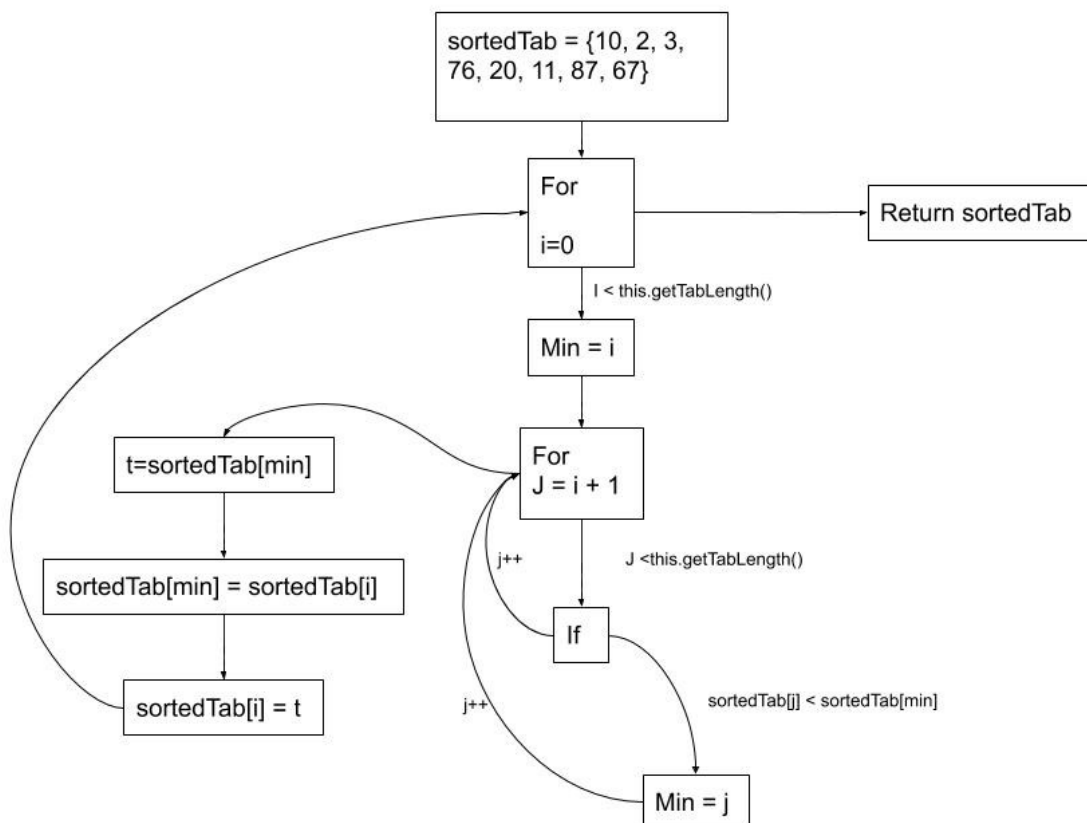 sortedTab = {10, 2, 3,
76, 20, 11, 87, 67}
For
i=0
Return sortedTab
I < this.getTabLength()
Min = i
For
J = i + 1
t=sortedTab[min]
j++
J <this.getTabLength()
sortedTab[min] = sortedTab[i]
If
sortedTab[i] = t
j++
sortedTab[j] < sortedTab[min]
Min = j